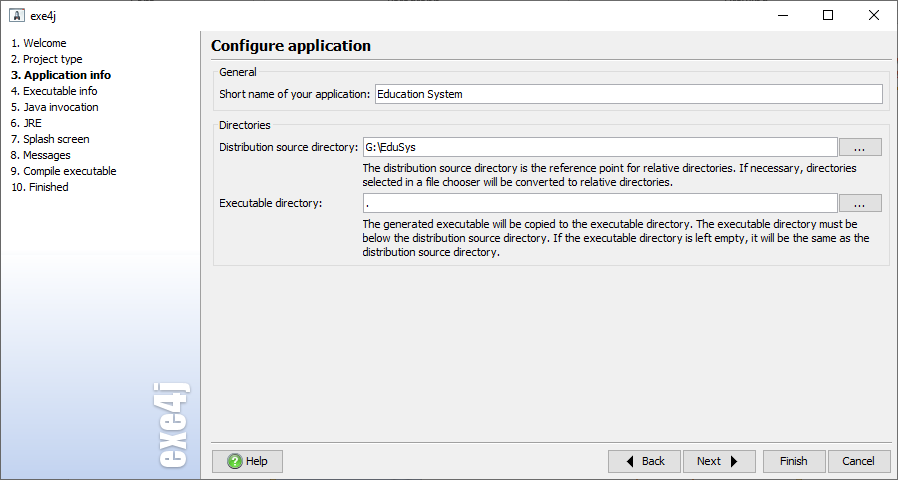 exe4j
1. Welcome
2. Project type
3. Application info
4. Executable info
5. Java invocation
6. JRE
7. Splash screen
8. Messages
9. Compile executable
10. Finished
exe4j
Configure application
General
Short name of your application: Education System
Directories
Distribution source directory: G:\EduSys ...
The distribution source directory is the reference point for relative directories. If necessary, directories
selected in a file chooser will be converted to relative directories.
Executable directory: . ...
The generated executable will be copied to the executable directory. The executable directory must be
below the distribution source directory. If the executable directory is left empty, it will be the same as the
distribution source directory.
Help Back Next Finish Cancel